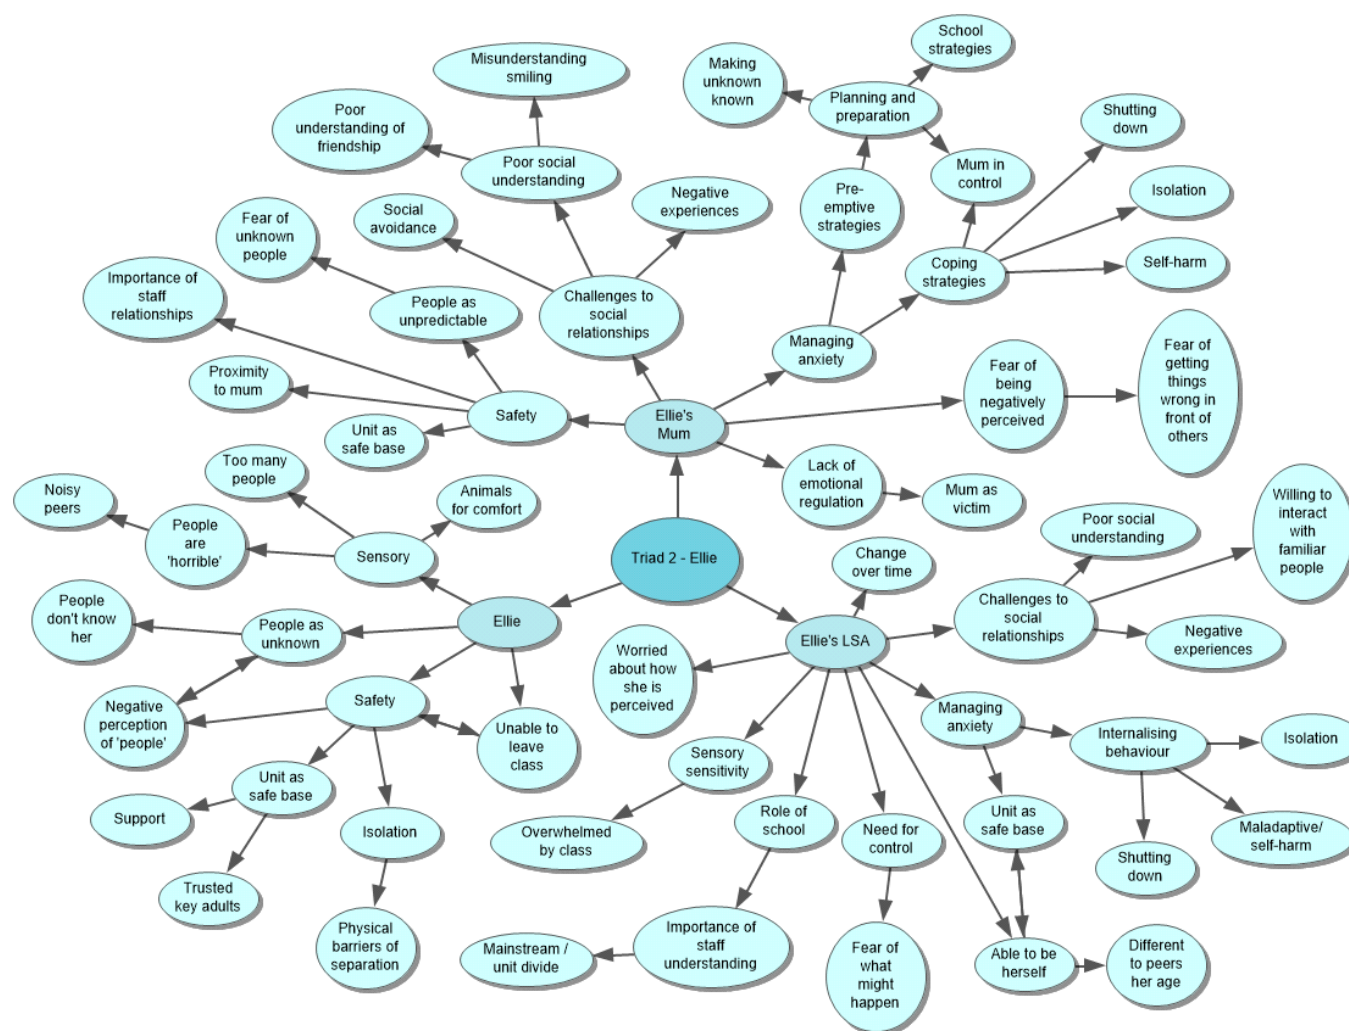 School
strategies
Misunderstanding
smiling
Making
unknown
known
Planning and
preparation
Shutting
down
Poor
understanding of
friendship
Poor social
understanding
Mum in
control
Negative
experiences
Pre-
emptive
strategies
Isolation
Social
avoidance
Fear of
unknown
people
Coping
strategies
Self-harm
Importance of
staff
relationships
People as
unpredictable
Challenges to
social
relationships
Managing
anxiety
Fear of
getting
things
wrong in
front of
others
Fear of
being
negatively
perceived
Proximity
to mum
Safety
Ellie's
Mum
Unit as
safe base
Too many
people
Lack of
emotional
regulation
Mum as
victim
Animals
for comfort
Noisy
peers
People
are
'horrible'
Sensory
Willing to
interact
with
familiar
people
Poor social
understanding
Triad 2 - Ellie
Change
over time
People
don't know
her
People as
unknown
Ellie
Ellie's LSA
Challenges to
social
relationships
Negative
experiences
Worried
about how
she is
perceived
Negative
perception
of 'people'
Safety
Unable to
leave
class
Managing
anxiety
Internalising
behaviour
Isolation
Sensory
sensitivity
Unit as
safe base
Support
Isolation
Role of
school
Need for
control
Unit as
safe base
Overwhelmed
by class
Maladaptive/
self-harm
Shutting
down
Trusted
key adults
Physical
barriers of
separation
Mainstream /
unit divide
Importance of
staff
understanding
Fear of
what
might
happen
Able to be
herself
Different
to peers
her age